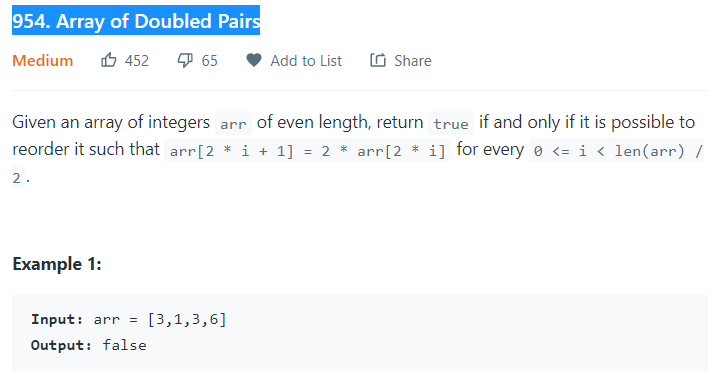 954. Array of Doubled Pairs
Medium 452 65 Add to List Share
Given an array of integers arr of even length, return true if and only if it is possible to
reorder it such that arr[2 * i + 1] = 2 * arr[2 * i] for every 0 <= i < len(arr) /
2.
Example 1:
Input: arr = [3,1,3,6]
Output: false